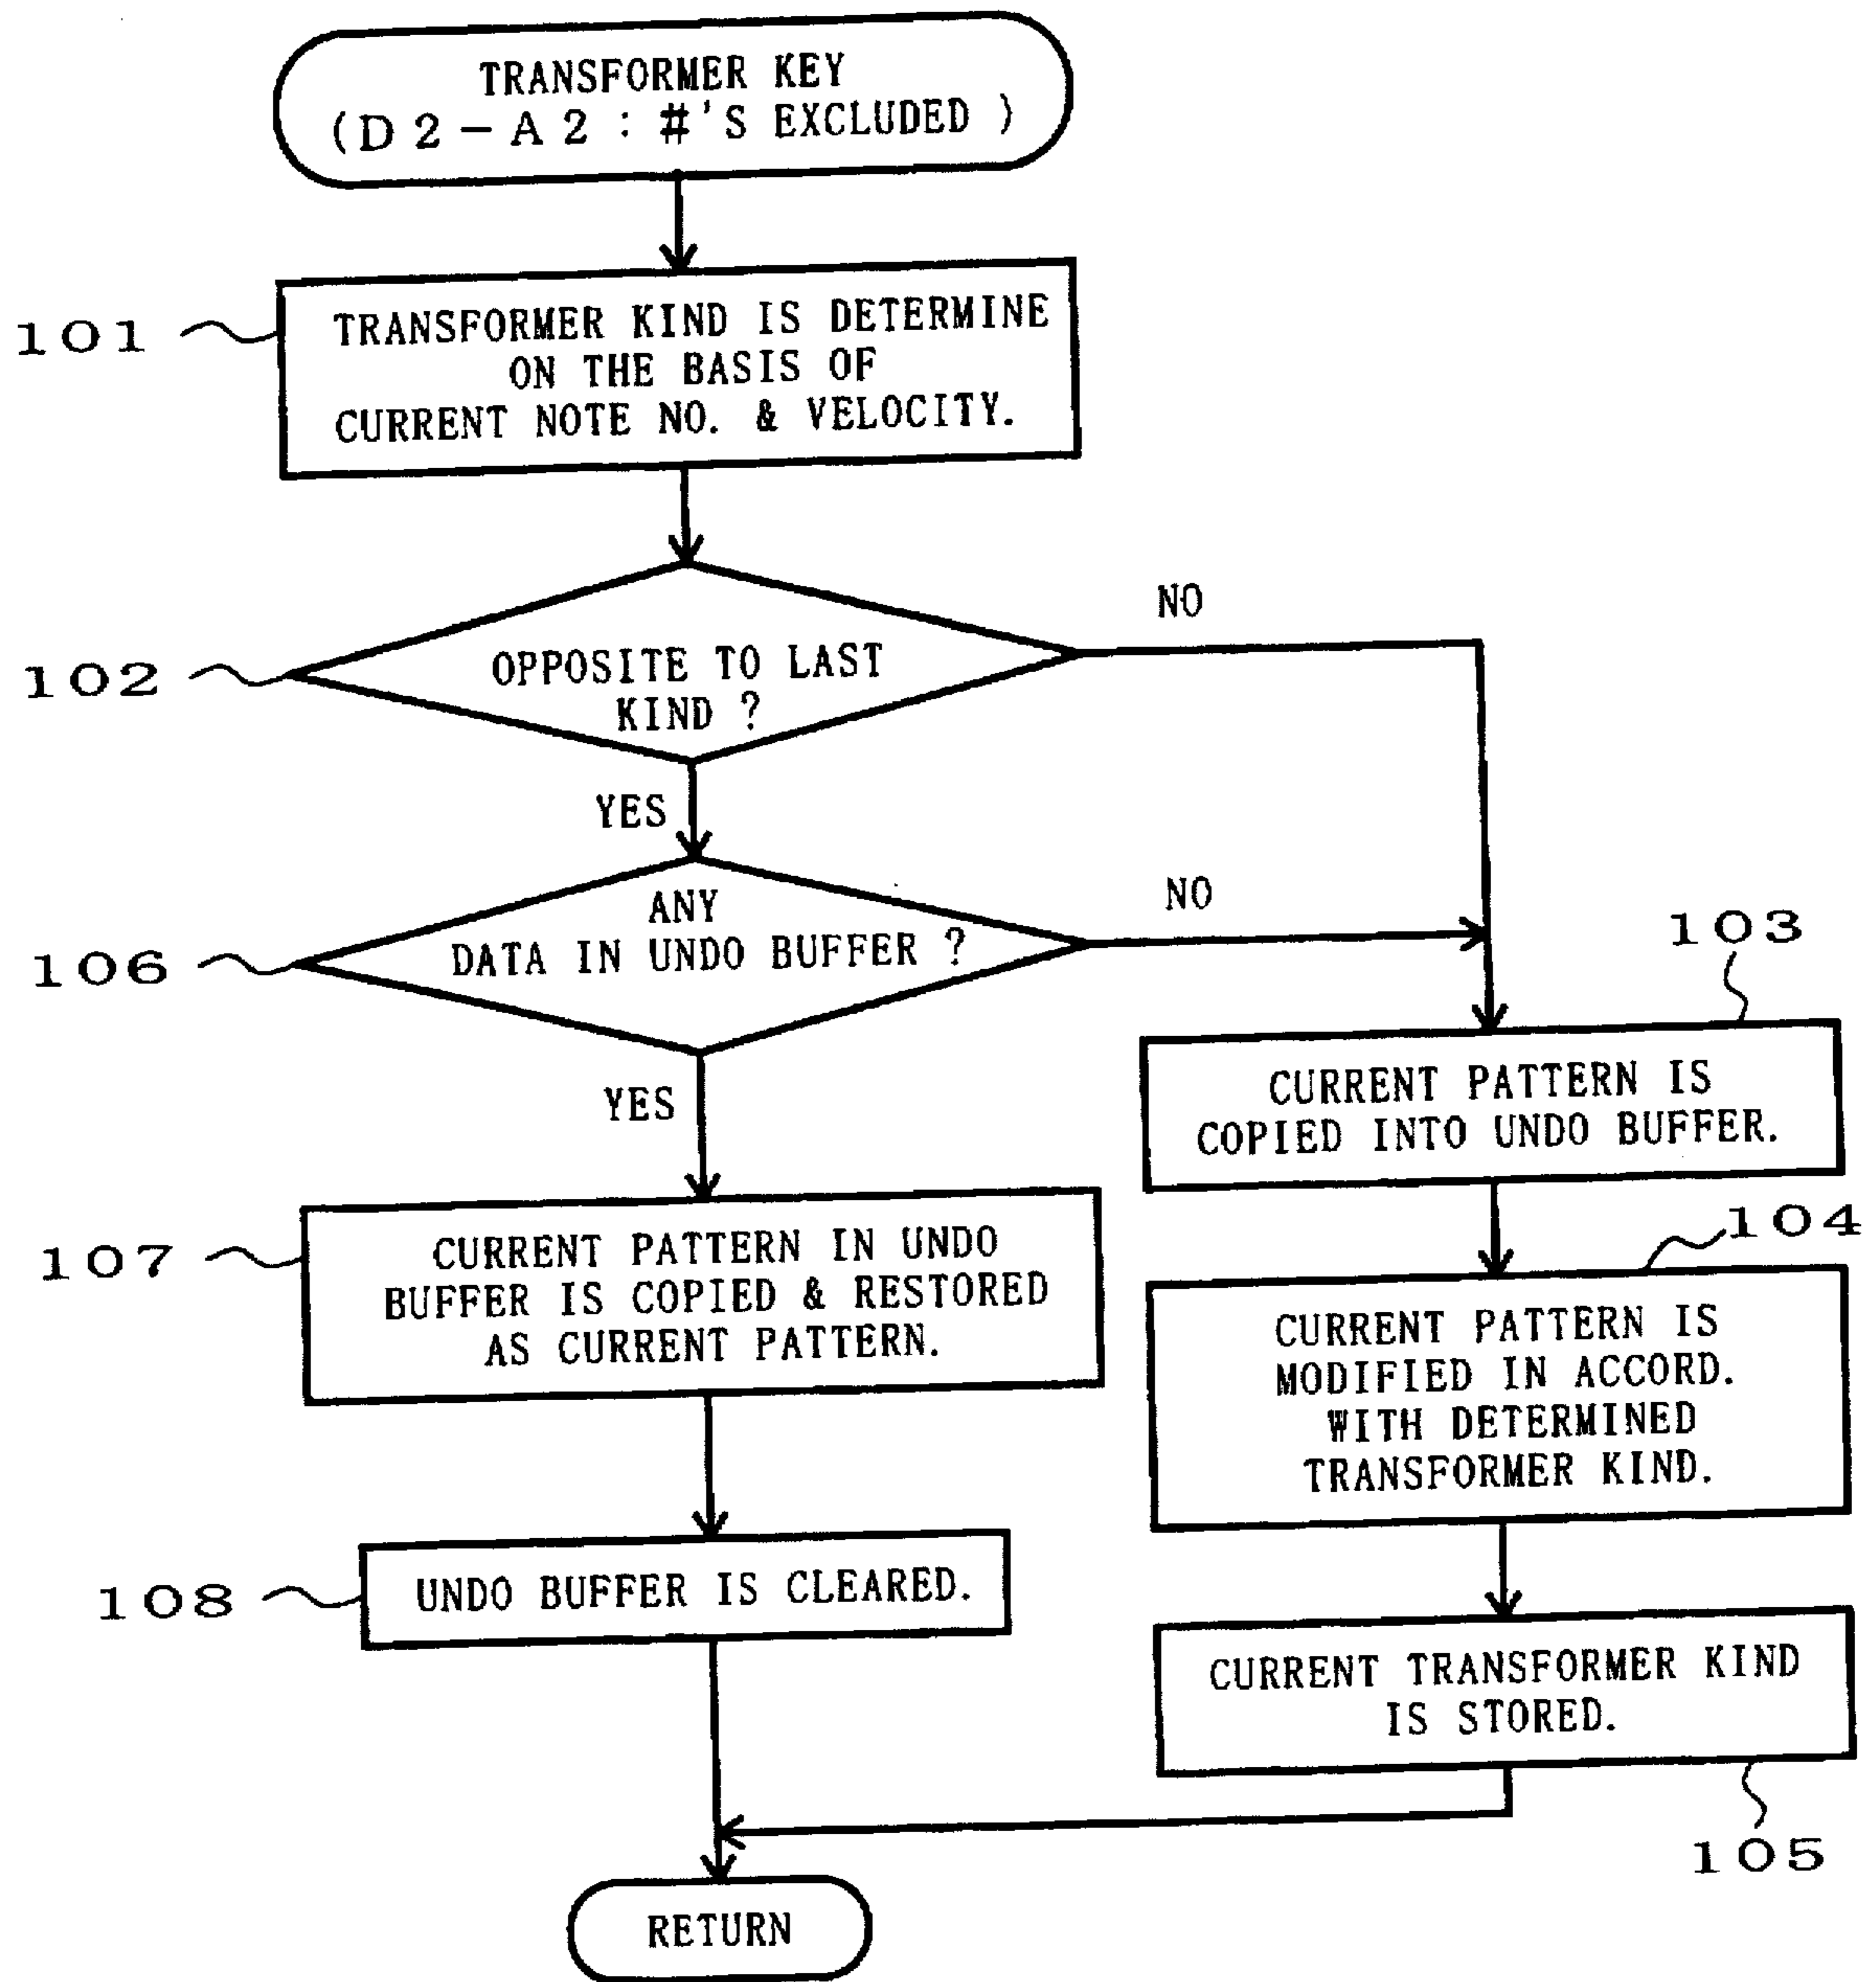 TRANSFORMER KEY
(D2-A2 : #'S EXCLUDED )
101
TRANSFORMER KIND IS DETERMINE
ON THE BASIS OF
CURRENT NOTE NO. & VELOCITY.
102
OPPOSITE TO LAST
KIND ?
NO
YES
106
ANY
DATA IN UNDO BUFFER ?
NO
YES
103
CURRENT PATTERN IS
COPIED INTO UNDO BUFFER.
107
CURRENT PATTERN IN UNDO
BUFFER IS COPIED & RESTORED
AS CURRENT PATTERN.
104
CURRENT PATTERN IS
MODIFIED IN ACCORD.
WITH DETERMINED
TRANSFORMER KIND.
108
UNDO BUFFER IS CLEARED.
CURRENT TRANSFORMER KIND
IS STORED.
105
RETURN